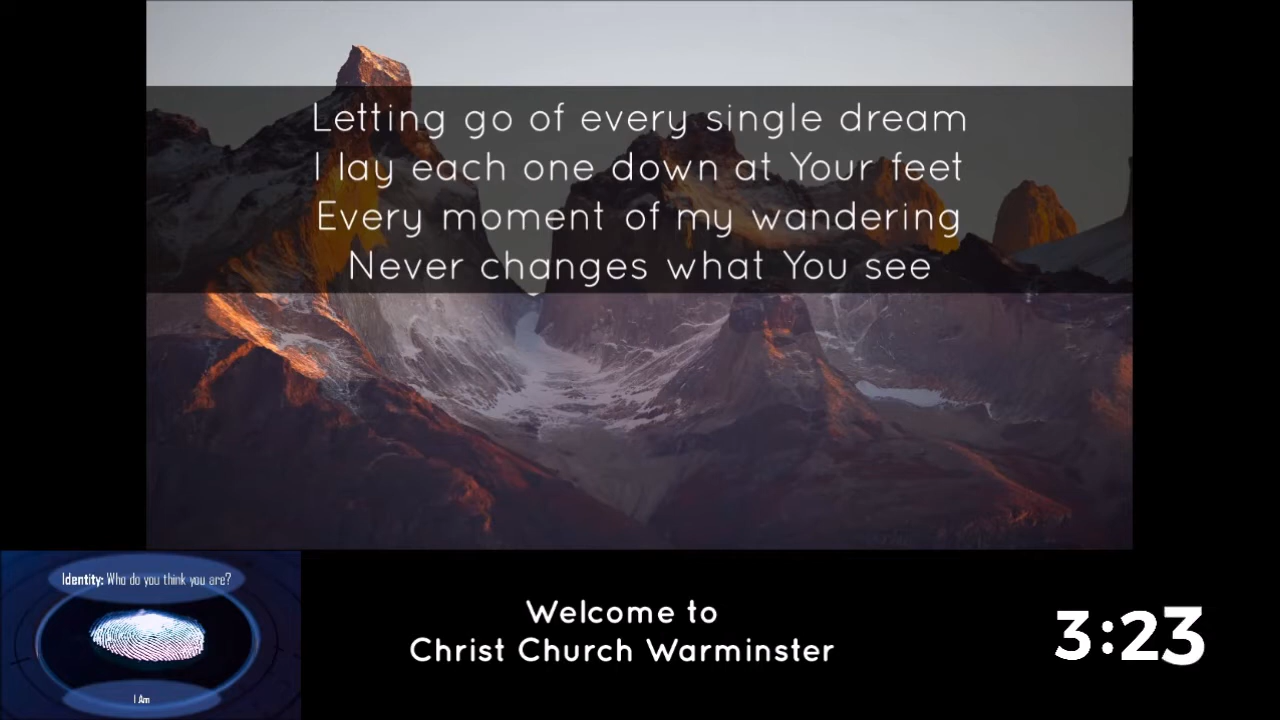 Letting go of every single dream
I lay each one down at Your feet
Every moment of my wandering
Never changes what You see
Identity: Who do you think you are?
I Am
Welcome to
Christ Church Warminster
3:23